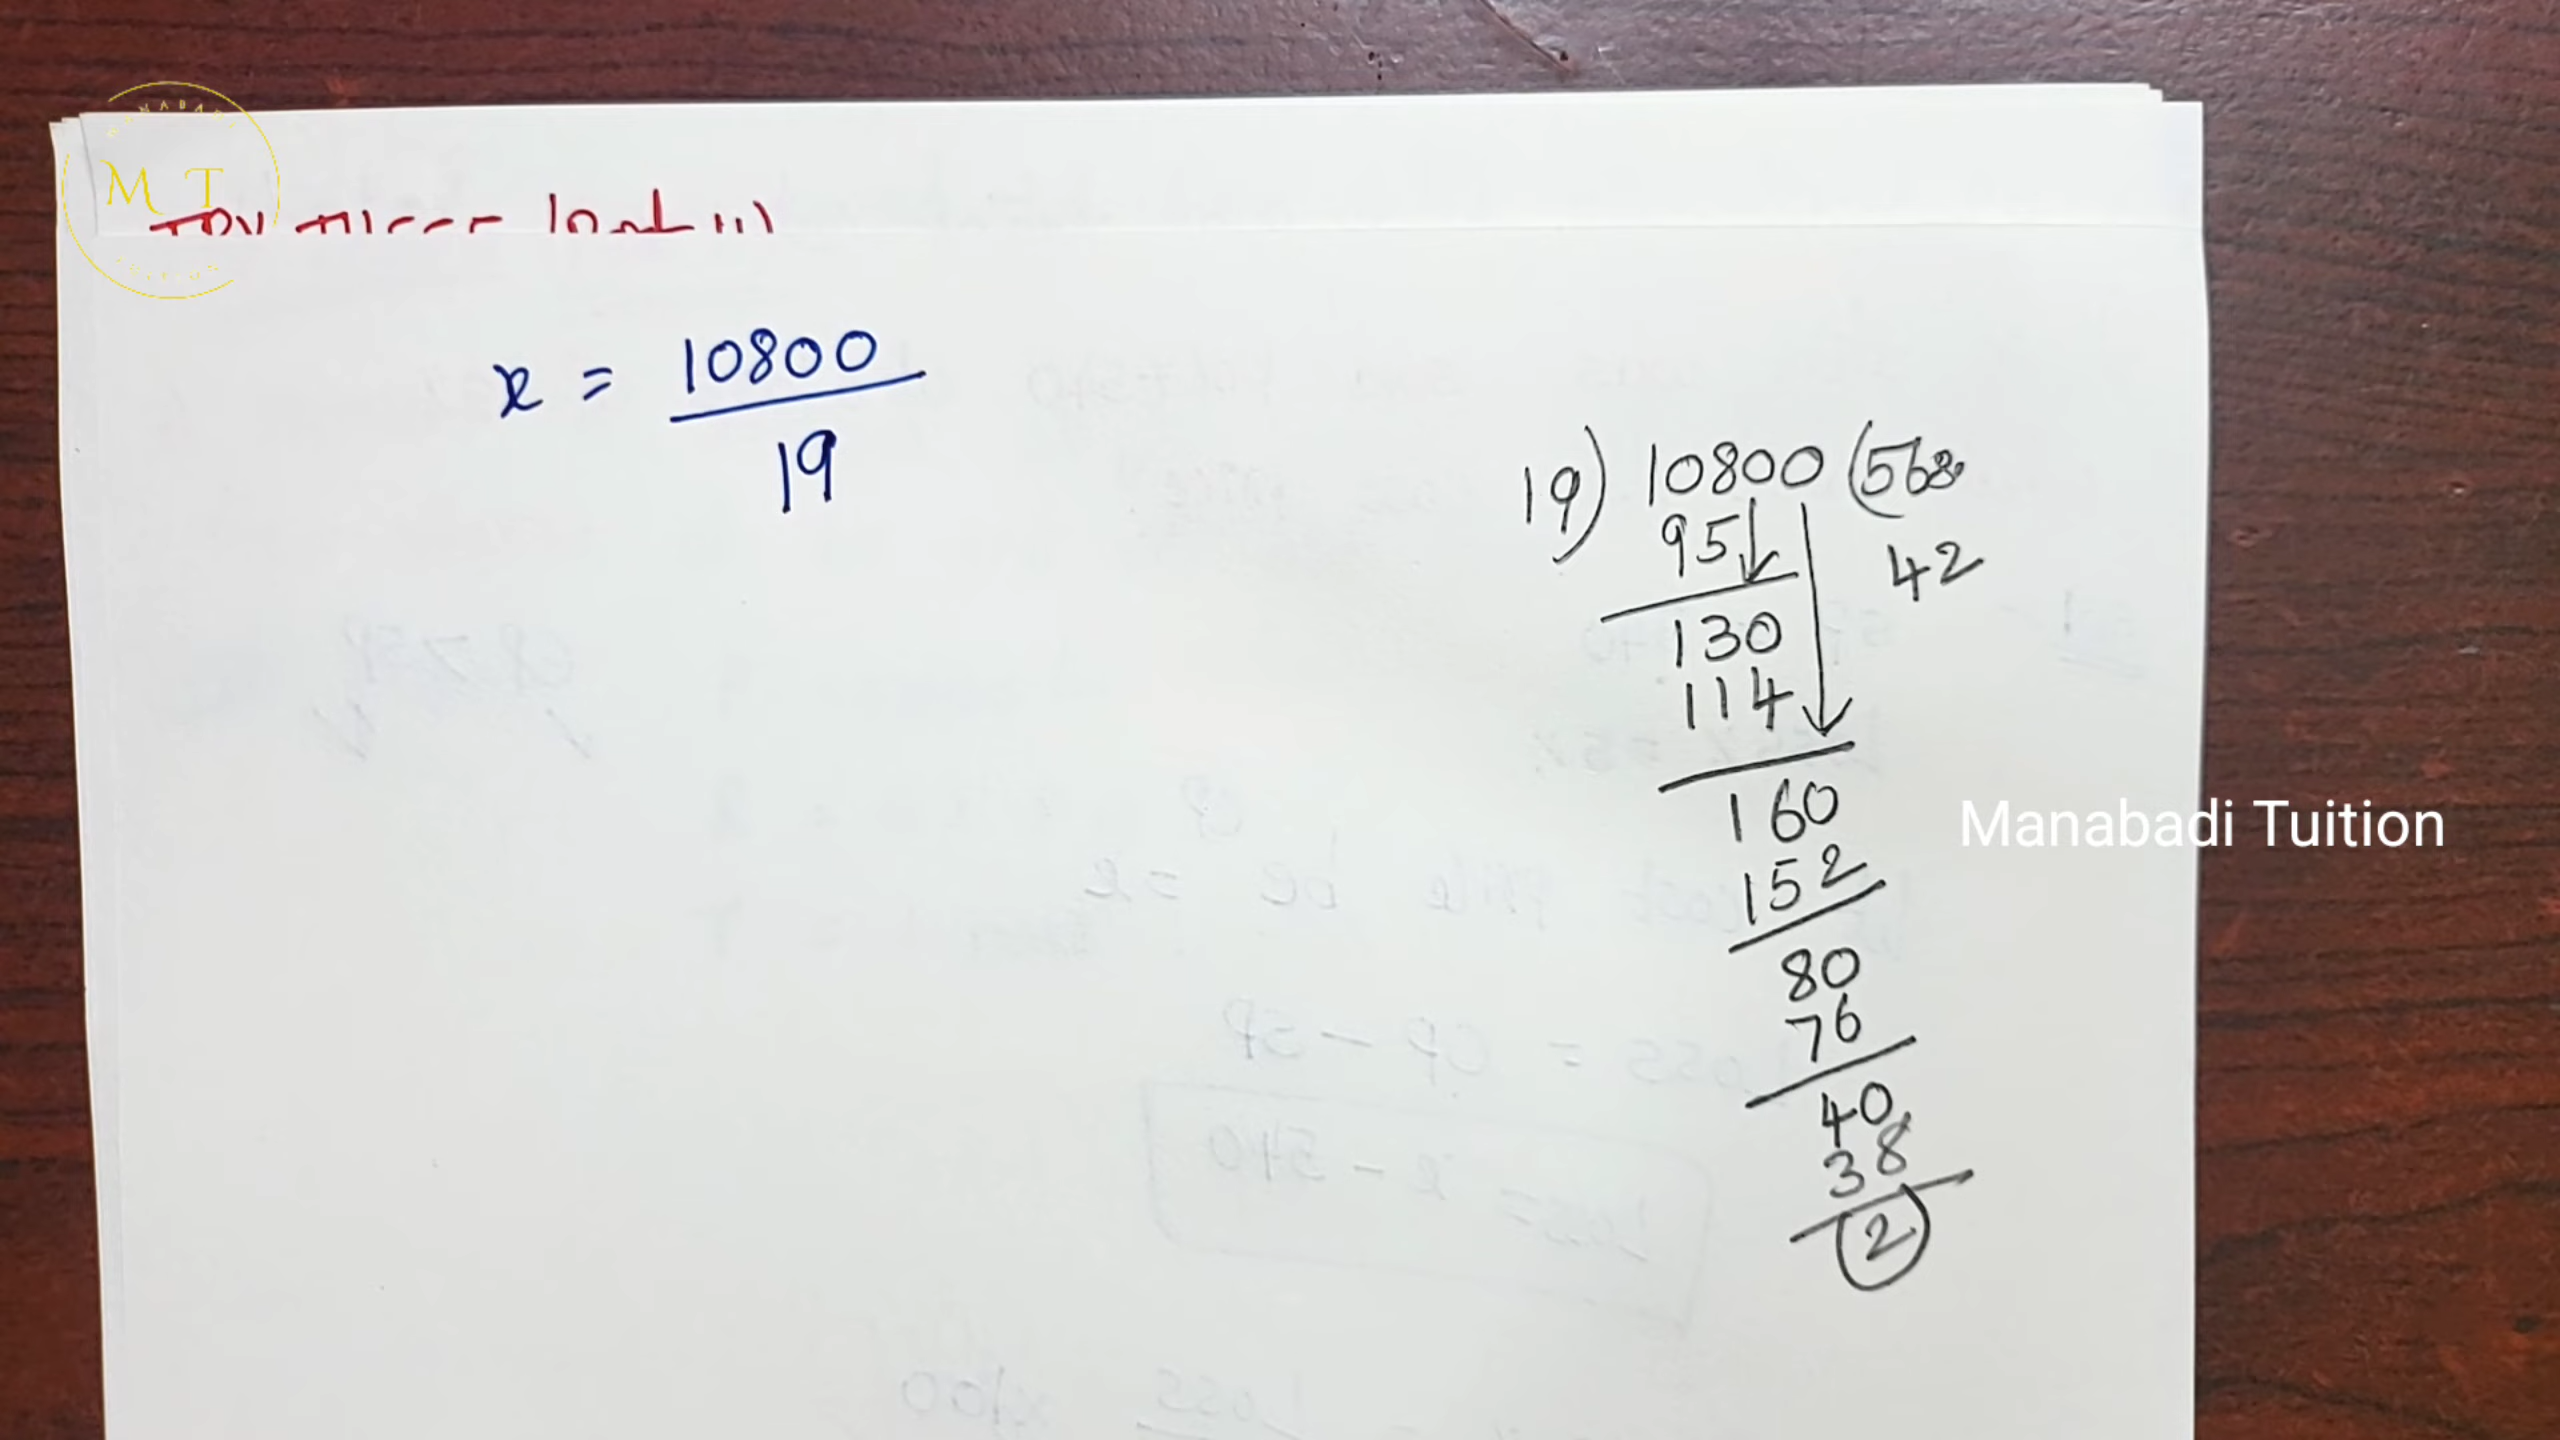 M T
x = 10800 / 19
19) 10800 (568.
95
42
130
114
160
152
80
76
40
38
2
Manabadi Tuition